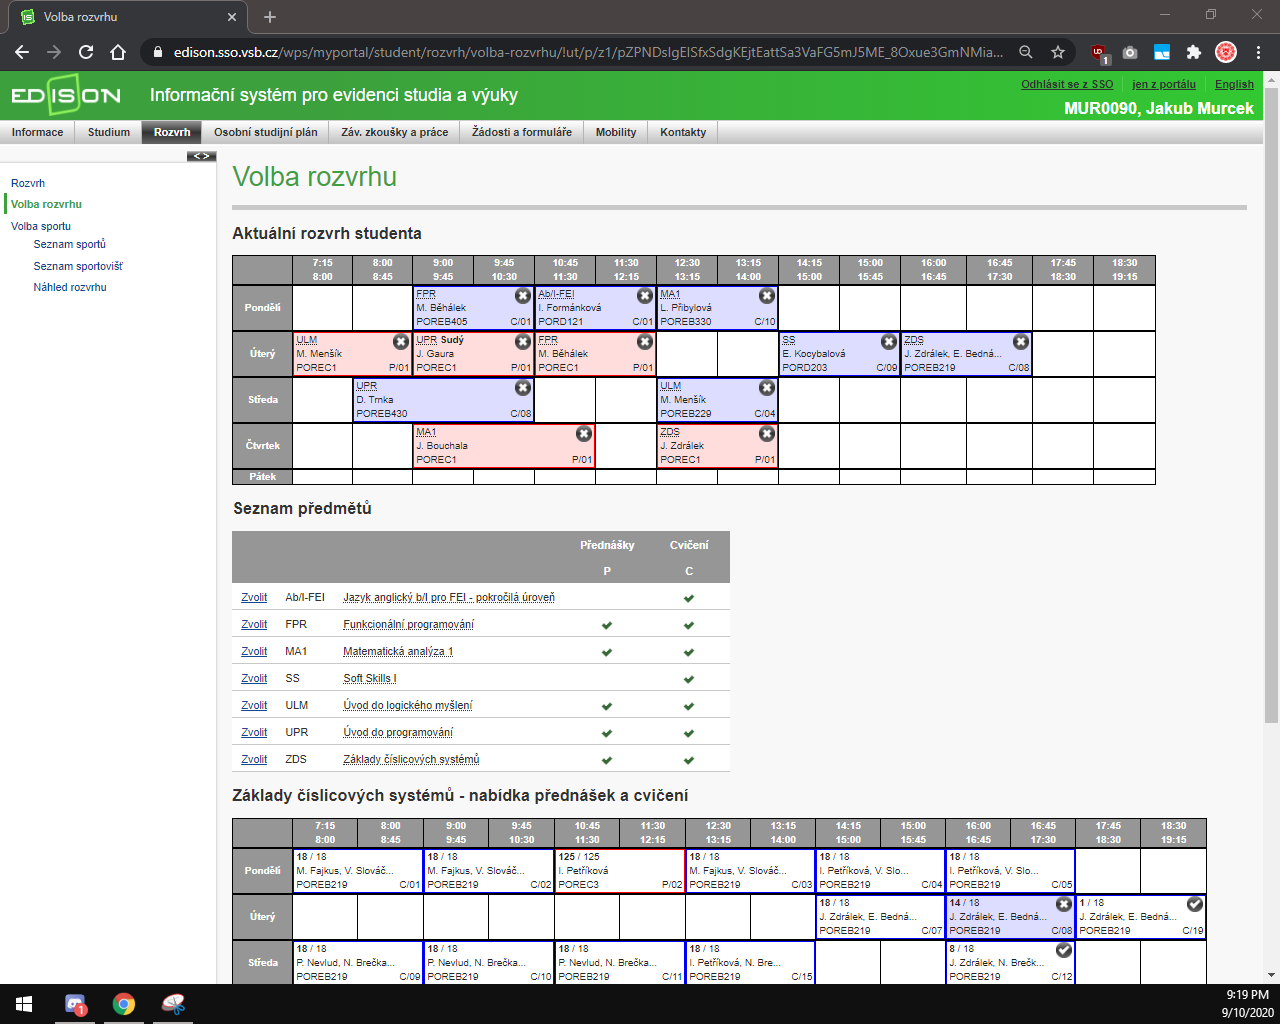 Volba rozvrhu
edison.sso.vsb.cz/wps/myportal/student/rozvrh/volba-rozvrhu/!ut/p/z1/pZPNDsIgEISfxSdgKEjtEattSa3VaFG5mJ5ME_8Oxue3GmNMia...
EDISON
Informační systém pro evidenci studia a výuky
Odhlásit se z SSO jen z portálu English
MUR0090, Jakub Murcek
Informace Studium Rozvrh Osobní studijní plán Záv. zkoušky a práce Žádosti a formuláře Mobility Kontakty
< >
Rozvrh
Volba rozvrhu
Volba sportu
Seznam sportů
Seznam sportovišť
Náhled rozvrhu
Volba rozvrhu
Aktuální rozvrh studenta
7:15 8:00 9:00 9:45 10:45 11:30 12:30 13:15 14:15 15:00 16:00 16:45 17:45 18:30
8:00 8:45 9:45 10:30 11:30 12:15 13:15 14:00 15:00 15:45 16:45 17:30 18:30 19:15
Pondělí
FPR Ab/I-FEI MA1
M. Běhálek I. Formánková L. Přibylová
POREB405 C/01 PORD121 C/01 POREB330 C/10
Úterý
ULM UPR Sudý FPR SS ZDS
M. Menšík J. Gaura M. Běhálek E. Kocybalová J. Zdrálek, E. Bedná...
POREC1 P/01 POREC1 P/01 POREC1 P/01 PORD203 C/09 POREB219 C/08
Středa
UPR ULM
D. Trnka M. Menšík
POREB430 C/08 POREB229 C/04
Čtvrtek
MA1 ZDS
J. Bouchala J. Zdrálek
POREC1 P/01 POREC1 P/01
Pátek
Seznam předmětů
Přednášky Cvičení
P C
Zvolit Ab/I-FEI Jazyk anglický b/I pro FEI - pokročilá úroveň
Zvolit FPR Funkcionální programování
Zvolit MA1 Matematická analýza 1
Zvolit SS Soft Skills I
Zvolit ULM Úvod do logického myšlení
Zvolit UPR Úvod do programování
Zvolit ZDS Základy číslicových systémů
Základy číslicových systémů - nabídka přednášek a cvičení
7:15 8:00 9:00 9:45 10:45 11:30 12:30 13:15 14:15 15:00 16:00 16:45 17:45 18:30
8:00 8:45 9:45 10:30 11:30 12:15 13:15 14:00 15:00 15:45 16:45 17:30 18:30 19:15
Pondělí
18 / 18 18 / 18 125 / 125 18 / 18 18 / 18 18 / 18
M. Fajkus, V. Slováč... M. Fajkus, V. Slováč... I. Petříková M. Fajkus, V. Slováč... I. Petříková, V. Slo... I. Petříková, V. Slo...
POREB219 C/01 POREB219 C/02 POREC3 P/02 POREB219 C/03 POREB219 C/04 POREB219 C/05
Úterý
18 / 18 14 / 18 1 / 18
J. Zdrálek, E. Bedná... J. Zdrálek, E. Bedná... J. Zdrálek, E. Bedná...
POREB219 C/07 POREB219 C/08 POREB219 C/19
Středa
18 / 18 18 / 18 18 / 18 18 / 18 8 / 18
P. Nevlud, N. Brečka... P. Nevlud, N. Brečka... P. Nevlud, N. Brečka... I. Petříková, N. Bre... J. Zdrálek, N. Brečk...
POREB219 C/09 POREB219 C/10 POREB219 C/11 POREB219 C/15 POREB219 C/12
9:19 PM
9/10/2020